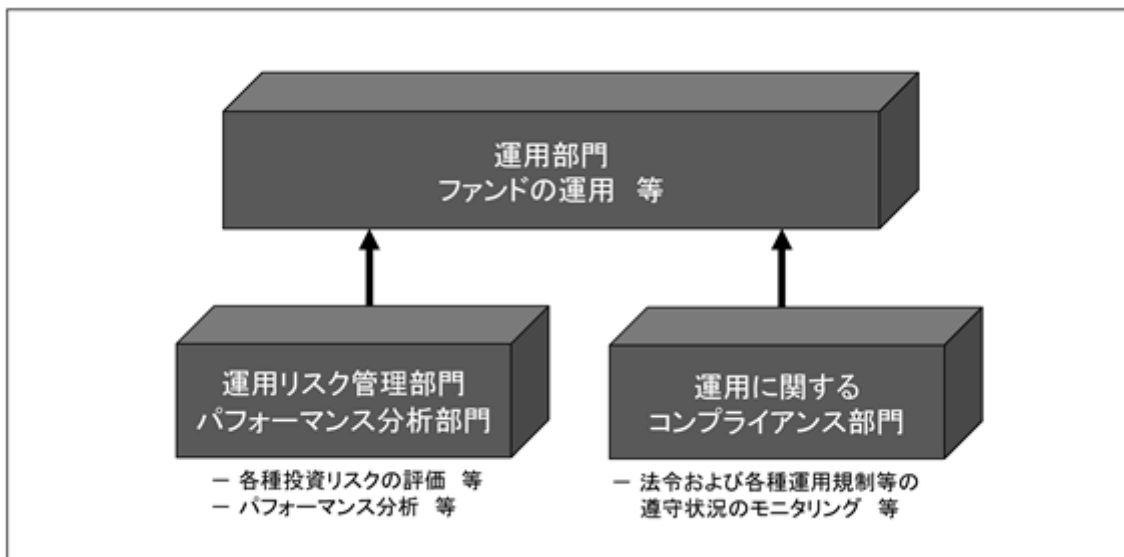 運用部門
ファンドの運用 等
運用リスク管理部門
パフォーマンス分析部門
－ 各種投資リスクの評価 等
－ パフォーマンス分析 等
運用に関する
コンプライアンス部門
－ 法令および各種運用規制等の
遵守状況のモニタリング 等